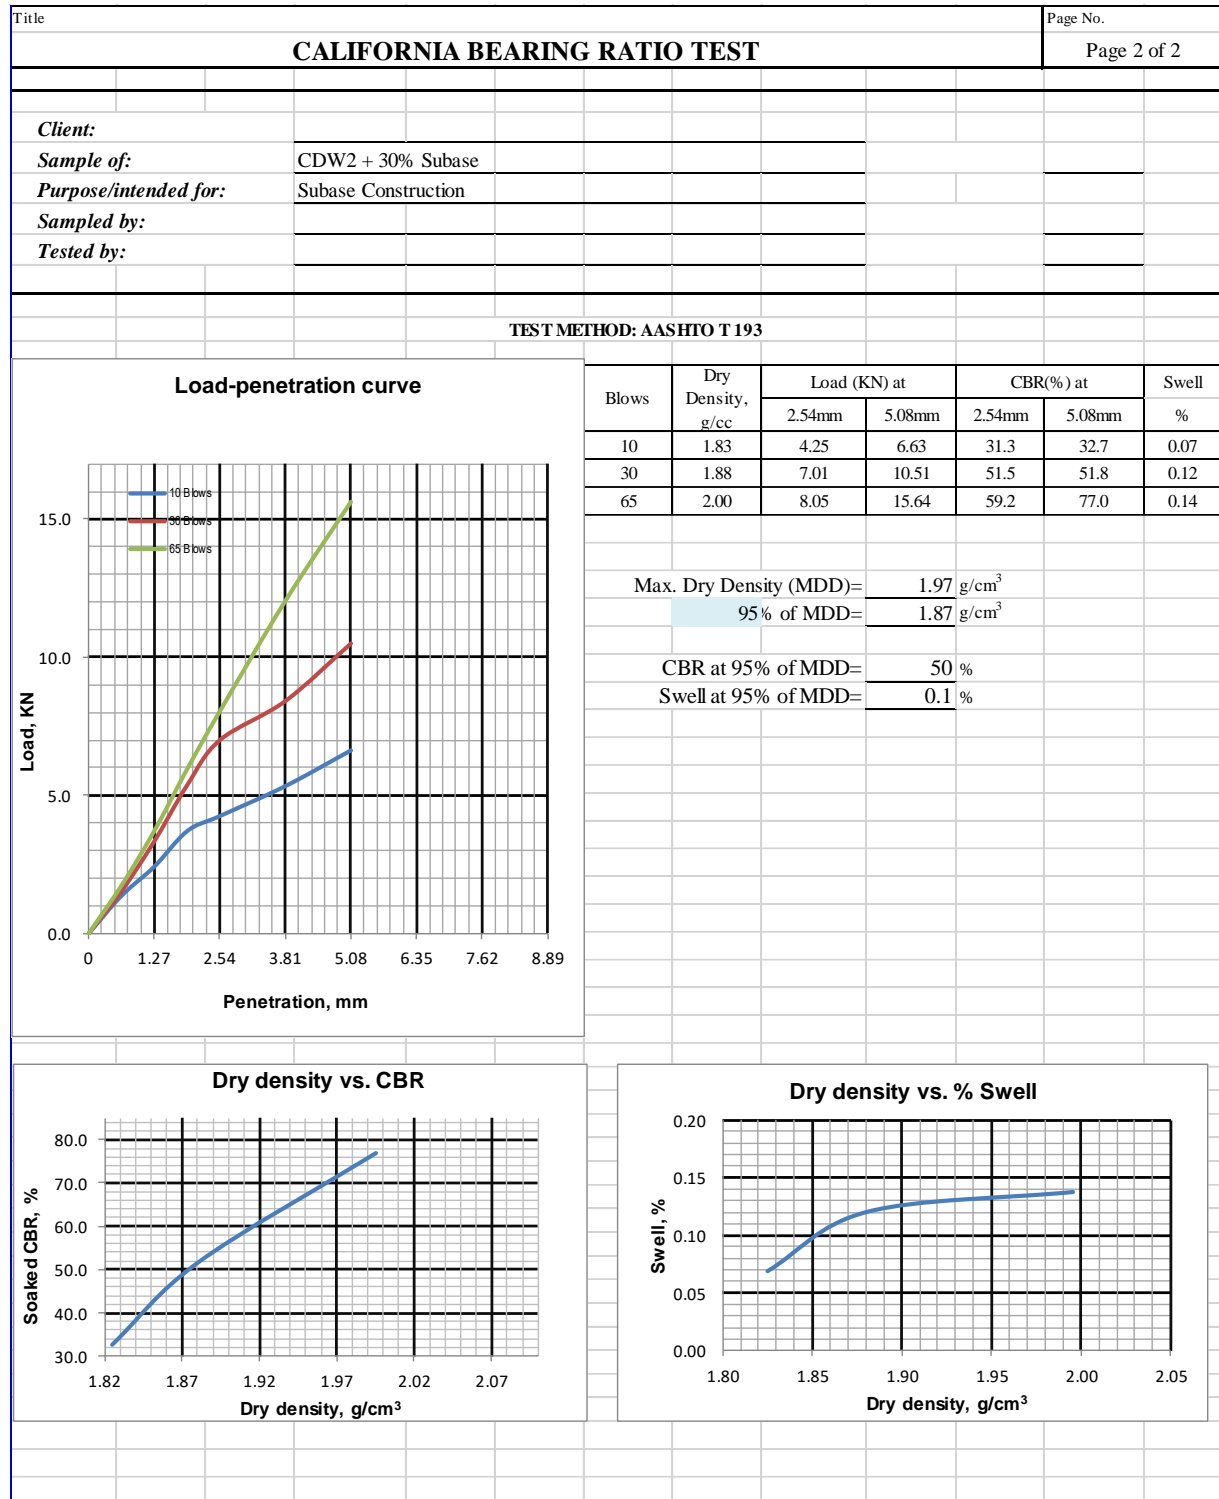 Title
Page No.
CALIFORNIA BEARING RATIO TEST
Page 2 of 2
Client:
Sample of: CDW2 + 30% Subase
Purpose/intended for: Subase Construction
Sampled by:
Tested by:
TEST METHOD: AASHTO T 193
Load-penetration curve
10 Blows
30 Blows
65 Blows
15.0
10.0
5.0
0.0
Load, KN
0 1.27 2.54 3.81 5.08 6.35 7.62 8.89
Penetration, mm
Blows Dry Density, g/cc Load (KN) at CBR(%) at Swell
2.54mm 5.08mm 2.54mm 5.08mm %
10 1.83 4.25 6.63 31.3 32.7 0.07
30 1.88 7.01 10.51 51.5 51.8 0.12
65 2.00 8.05 15.64 59.2 77.0 0.14
Max. Dry Density (MDD)= 1.97 g/cm³
95% of MDD= 1.87 g/cm³
CBR at 95% of MDD= 50 %
Swell at 95% of MDD= 0.1 %
Dry density vs. CBR
80.0
70.0
60.0
50.0
40.0
30.0
Soaked CBR, %
1.82 1.87 1.92 1.97 2.02 2.07
Dry density, g/cm³
Dry density vs. % Swell
0.20
0.15
0.10
0.05
0.00
Swell, %
1.80 1.85 1.90 1.95 2.00 2.05
Dry density, g/cm³